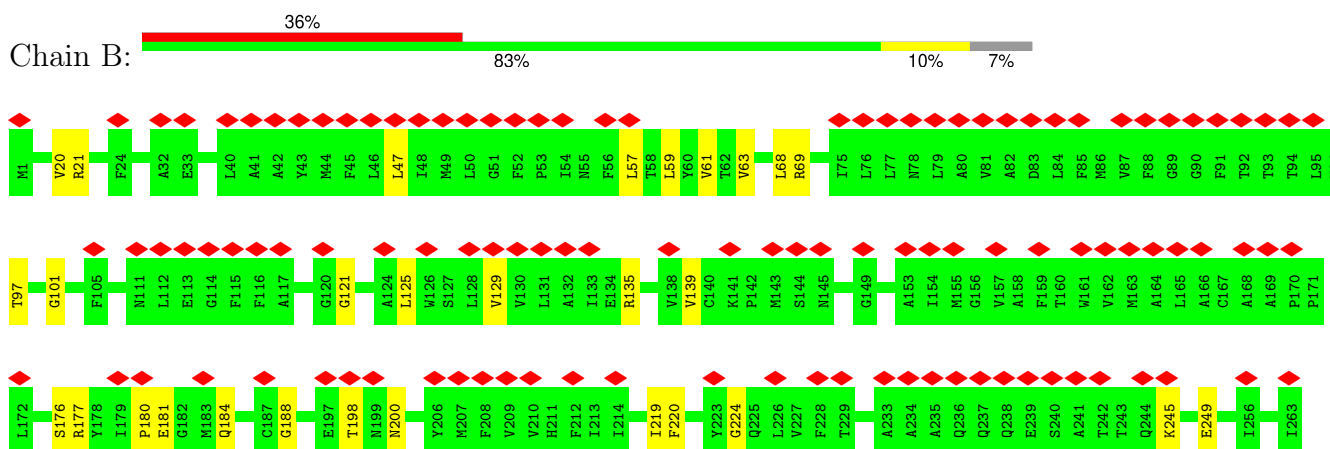 36%
Chain B:
83% 10% 7%
M1 V20 R21 F24 A32 E33 L40 A41 A42 Y43 M44 F45 L46 L47 I48 M49 L50 G51 F52 P53 I54 N55 F56 L57 T58 L59 Y60 V61 T62 V63 L68 R69 I75 L76 L77 N78 L79 A80 V81 A82 D83 L84 F85 M86 V87 F88 G89 G90 F91 T92 T93 T94 L95
T97 G101 F105 N111 L112 E113 G114 F115 F116 A117 G120 G121 A124 L125 W126 S127 L128 V129 V130 L131 A132 I133 E134 R135 V138 V139 C140 K141 P142 M143 S144 N145 G149 A153 I154 M155 G156 V157 A158 F159 T160 W161 V162 M163 A164 L165 A166 C167 A168 A169 P170 P171
L172 S176 R177 Y178 I179 P180 E181 G182 M183 Q184 C187 G188 E197 T198 N199 N200 Y206 M207 F208 V209 V210 H211 F212 I213 I214 I219 F220 Y223 G224 Q225 L226 V227 F228 T229 A233 A234 A235 Q236 Q237 Q238 E239 S240 A241 T242 T243 Q244 K245 E249 I256 I263